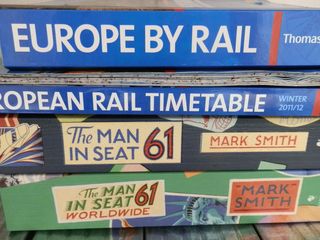 EUROPE BY RAIL Thomas
ROPEAN RAIL TIMETABLE WINTER
2011/12
The MAN
IN SEAT 61 MARK SMITH
The MAN
IN SEAT 61
WORLDWIDE "MARK"
SMITH